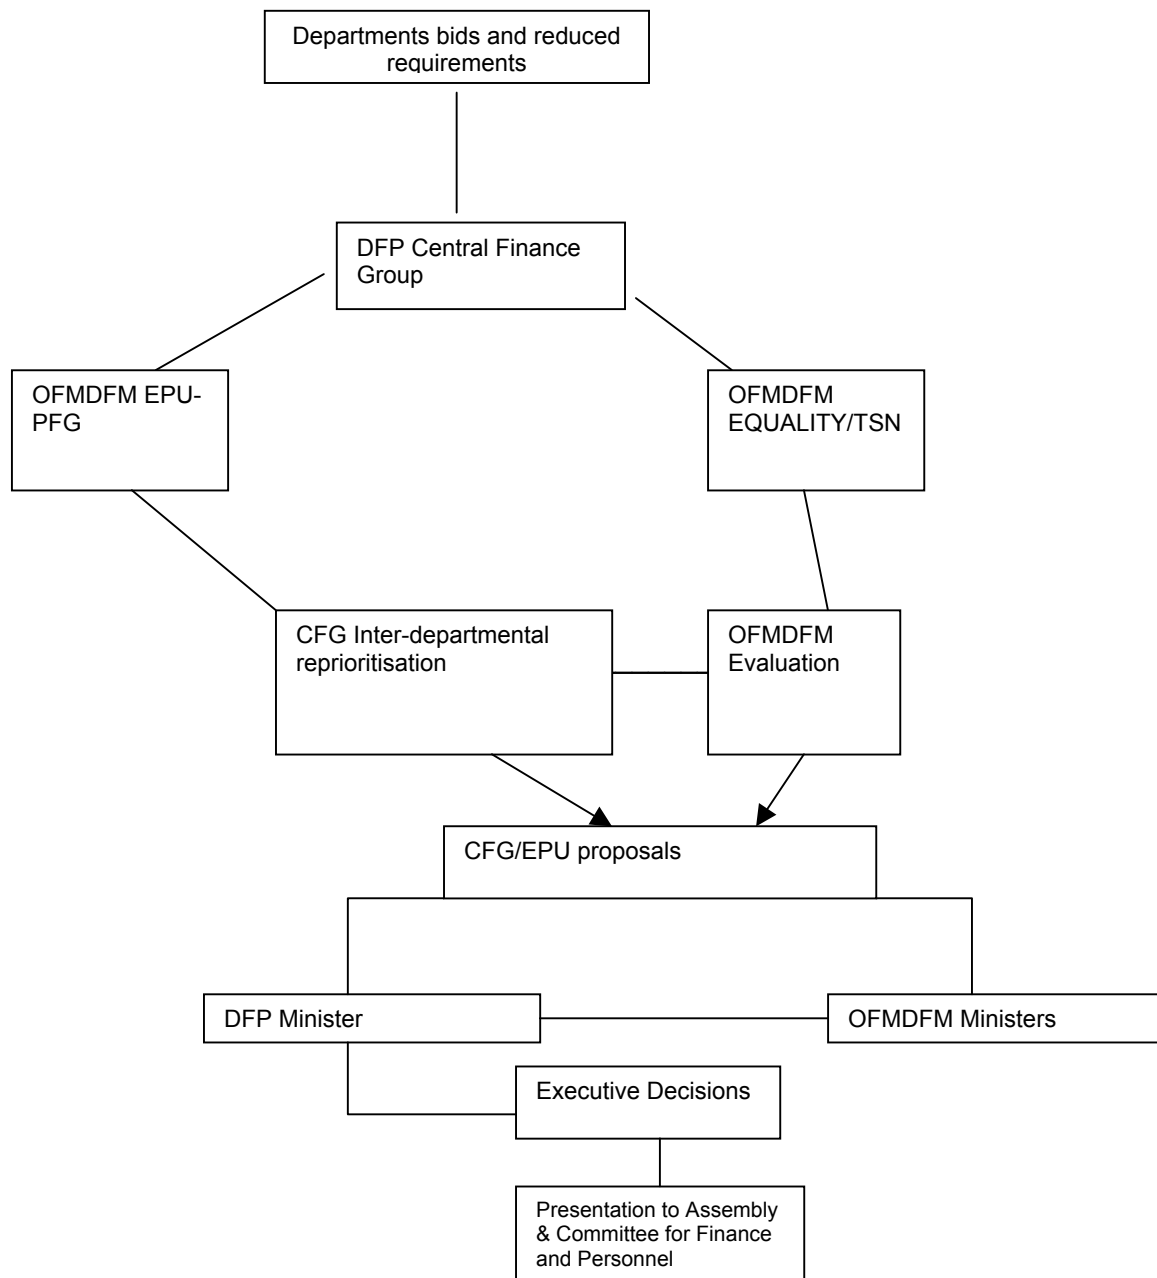 Departments bids and reduced
requirements
DFP Central Finance
Group
OFMDFM EPU-
PFG
OFMDFM
EQUALITY/TSN
CFG Inter-departmental
reprioritisation
OFMDFM
Evaluation
CFG/EPU proposals
DFP Minister
OFMDFM Ministers
Executive Decisions
Presentation to Assembly
& Committee for Finance
and Personnel